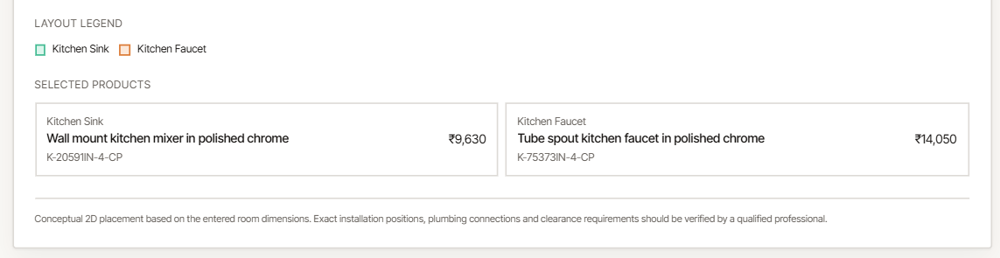 LAYOUT LEGEND
Kitchen Sink Kitchen Faucet
SELECTED PRODUCTS
Kitchen Sink
Wall mount kitchen mixer in polished chrome
₹9,630
K-20591IN-4-CP
Kitchen Faucet
Tube spout kitchen faucet in polished chrome
₹14,050
K-75373IN-4-CP
Conceptual 2D placement based on the entered room dimensions. Exact installation positions, plumbing connections and clearance requirements should be verified by a qualified professional.